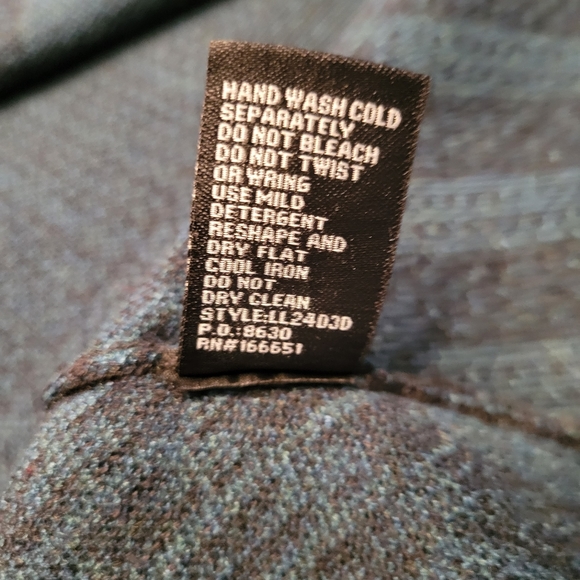 HAND WASH COLD
SEPARATELY
DO NOT BLEACH
DO NOT TWIST
OR WRING
USE MILD
DETERGENT
RESHAPE AND
DRY FLAT
COOL IRON
DO NOT
DRY CLEAN
STYLE:LL24D3D
P.O.:8630
RN#166651